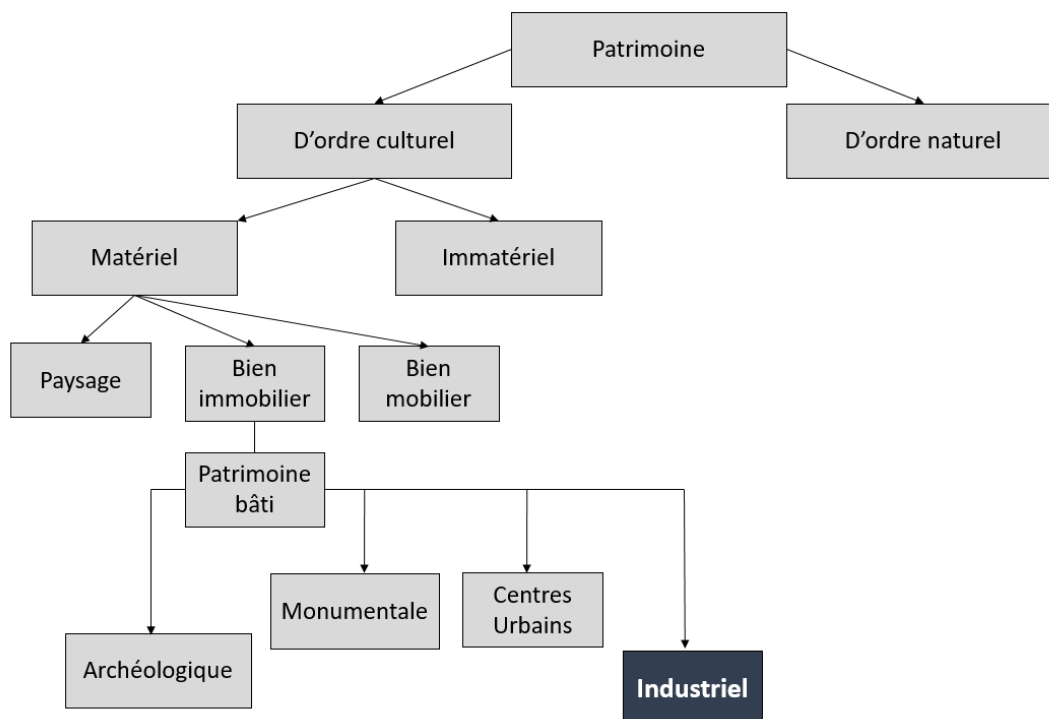 Patrimoine
D'ordre culturel
D'ordre naturel
Matériel
Immatériel
Paysage
Bien
immobilier
Bien
mobilier
Patrimoine
bâti
Monumentale
Centres
Urbains
Archéologique
Industriel